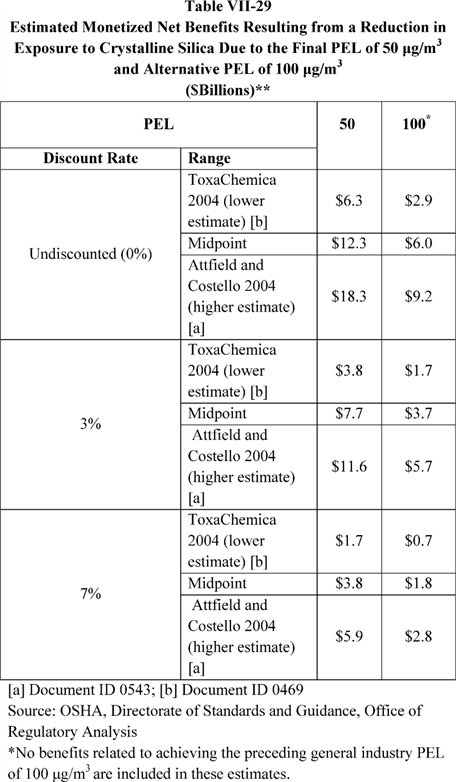 Table VII-29
Estimated Monetized Net Benefits Resulting from a Reduction in
Exposure to Crystalline Silica Due to the Final PEL of 50 μg/m³
and Alternative PEL of 100 μg/m³
($Billions)**
PEL 50 100*
Discount Rate Range
Undiscounted (0%)
ToxaChemica
2004 (lower
estimate) [b] $6.3 $2.9
Midpoint $12.3 $6.0
Attfield and
Costello 2004
(higher estimate)
[a] $18.3 $9.2
3%
ToxaChemica
2004 (lower
estimate) [b] $3.8 $1.7
Midpoint $7.7 $3.7
Attfield and
Costello 2004
(higher estimate)
[a] $11.6 $5.7
7%
ToxaChemica
2004 (lower
estimate) [b] $1.7 $0.7
Midpoint $3.8 $1.8
Attfield and
Costello 2004
(higher estimate)
[a] $5.9 $2.8
[a] Document ID 0543; [b] Document ID 0469
Source: OSHA, Directorate of Standards and Guidance, Office of
Regulatory Analysis
*No benefits related to achieving the preceding general industry PEL
of 100 μg/m³ are included in these estimates.